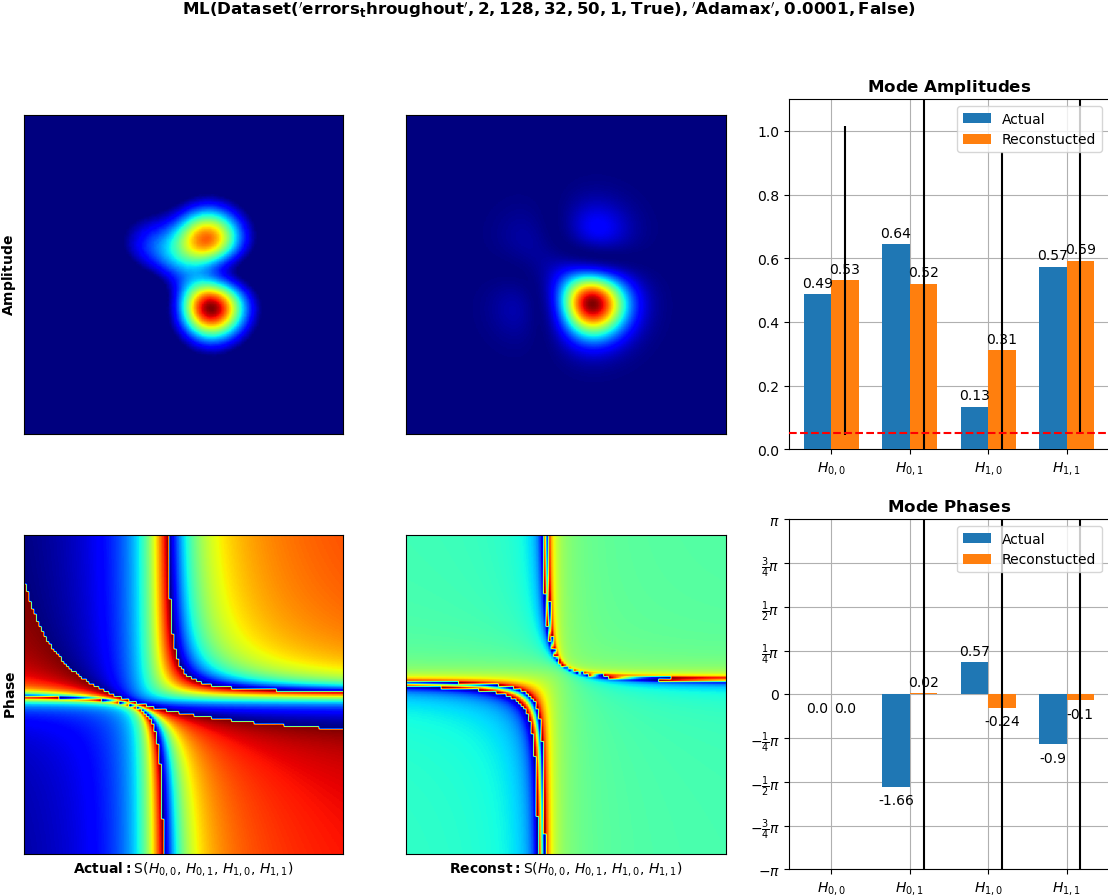 ML(Dataset('errors_throughout', 2, 128, 32, 50, 1, True), 'Adamax', 0.0001, False)
Amplitude
Mode Amplitudes
Actual
Reconstucted
1.0
0.8
0.6
0.4
0.2
0.0
0.49
0.53
0.64
0.52
0.13
0.31
0.57
0.59
H0,0
H0,1
H1,0
H1,1
Phase
Actual: S(H0,0, H0,1, H1,0, H1,1)
Reconst: S(H0,0, H0,1, H1,0, H1,1)
Mode Phases
Actual
Reconstucted
π
3/4π
1/2π
1/4π
0
−1/4π
−1/2π
−3/4π
−π
0.0
0.0
-1.66
0.02
0.57
-0.24
-0.9
-0.1
H0,0
H0,1
H1,0
H1,1